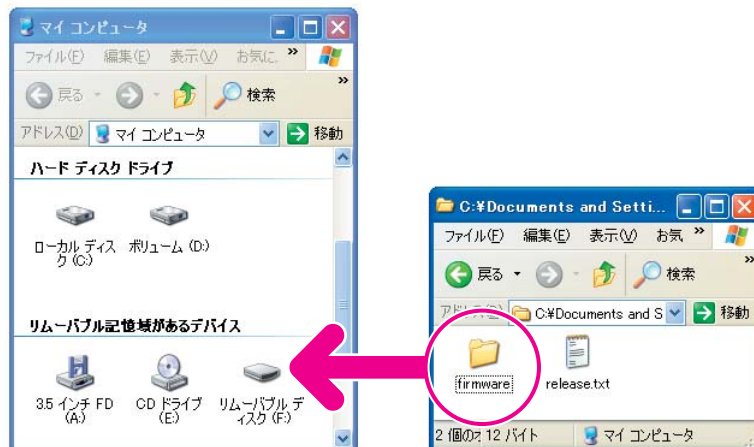 マイ コンピュータ
ファイル(F) 編集(E) 表示(V) お気に »
戻る 検索 »
アドレス(D) マイ コンピュータ 移動
ハード ディスク ドライブ
ローカル ディス
ク (C:)
ボリューム (D:)
リムーバブル記憶域があるデバイス
3.5 インチ FD
(A:)
CD ドライブ
(E:)
リムーバブル デ
ィスク (F:)
C:¥Documents and Setti...
ファイル(F) 編集(E) 表示(V) お気 »
戻る 検索 »
C:¥Documents and S 移動
firmware
release.txt
2 個のオ 12 バイト マイ コンピュータ